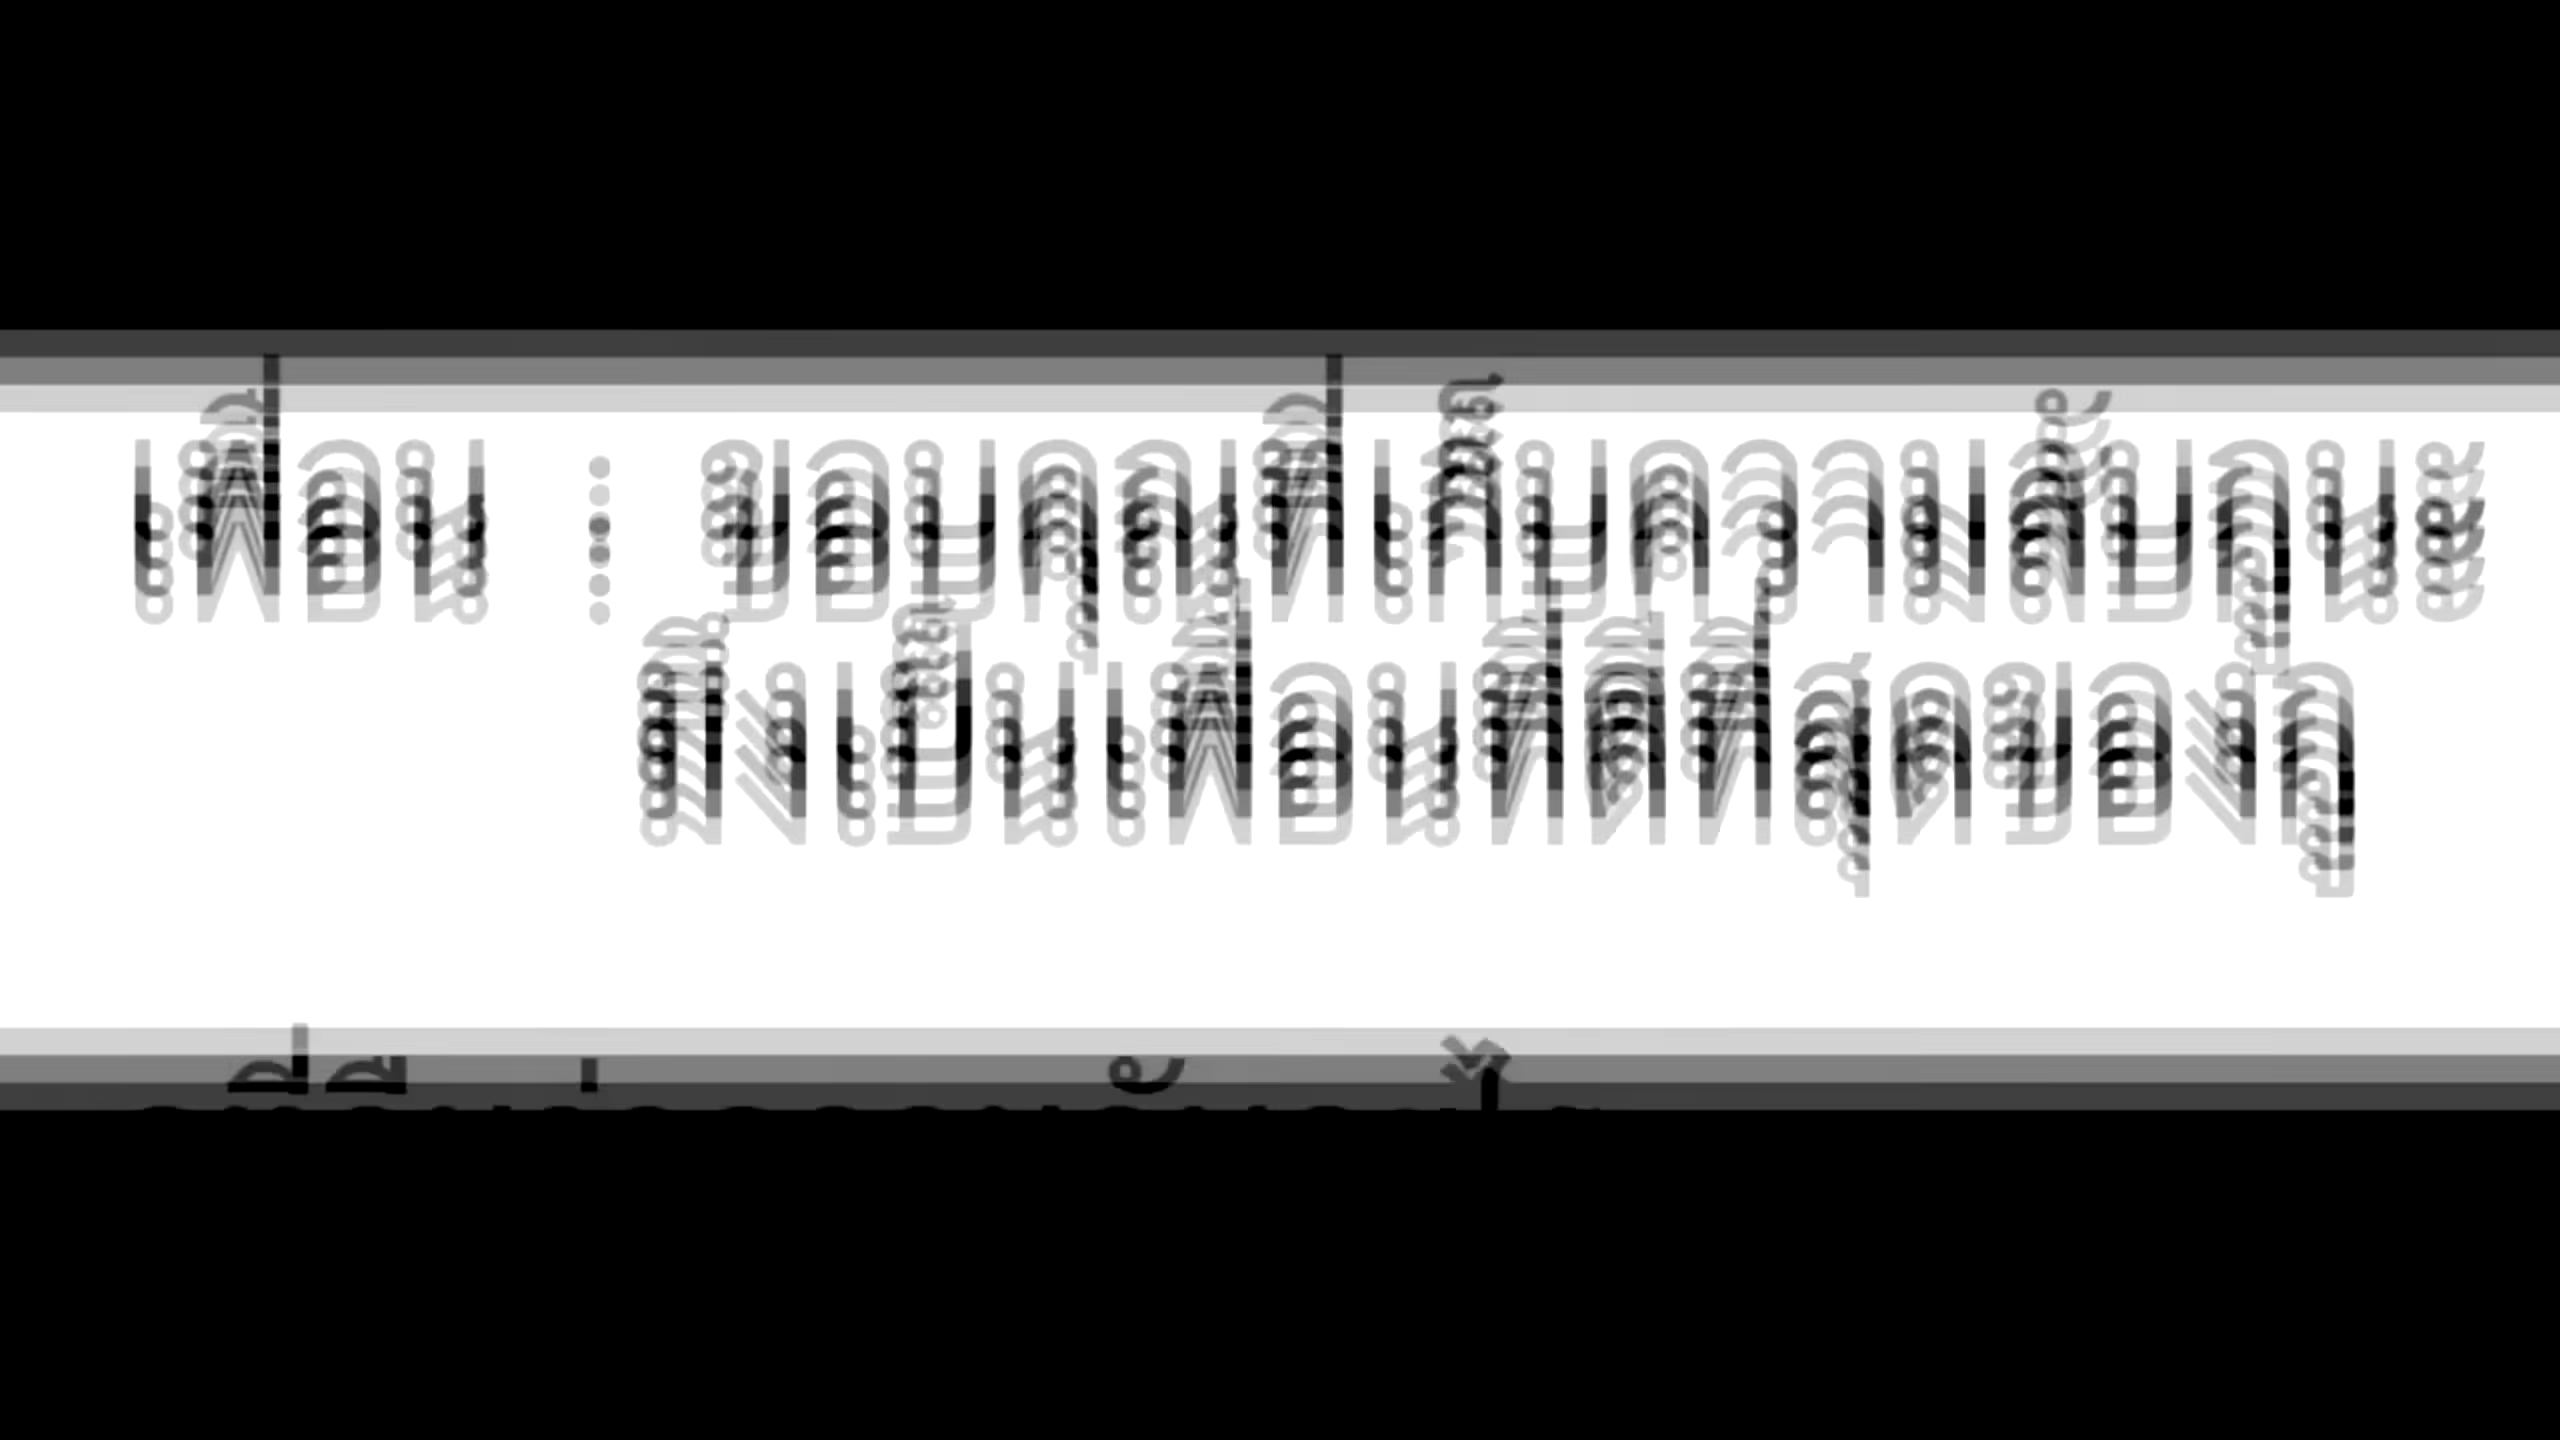 เพื่อน : ขอบคุณที่เก็บความลับกูนะ
มึงเป็นเพื่อนที่ดีที่สุดของกู